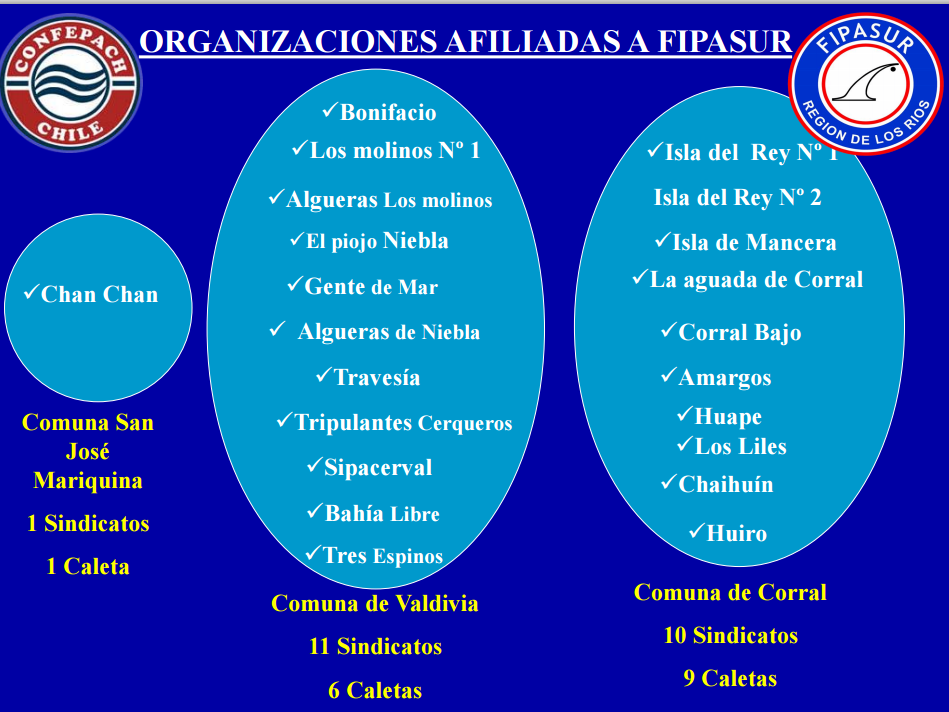 CONFEPACH
CHILE
ORGANIZACIONES AFILIADAS A FIPASUR
FIPASUR
REGION DE LOS RIOS
✓Chan Chan
Comuna San
José
Mariquina
1 Sindicatos
1 Caleta
✓Bonifacio
✓Los molinos Nº 1
✓Algueras Los molinos
✓El piojo Niebla
✓Gente de Mar
✓ Algueras de Niebla
✓Travesía
✓Tripulantes Cerqueros
✓Sipacerval
✓Bahía Libre
✓Tres Espinos
Comuna de Valdivia
11 Sindicatos
6 Caletas
✓Isla del Rey Nº 1
Isla del Rey Nº 2
✓Isla de Mancera
✓La aguada de Corral
✓Corral Bajo
✓Amargos
✓Huape
✓Los Liles
✓Chaihuín
✓Huiro
Comuna de Corral
10 Sindicatos
9 Caletas